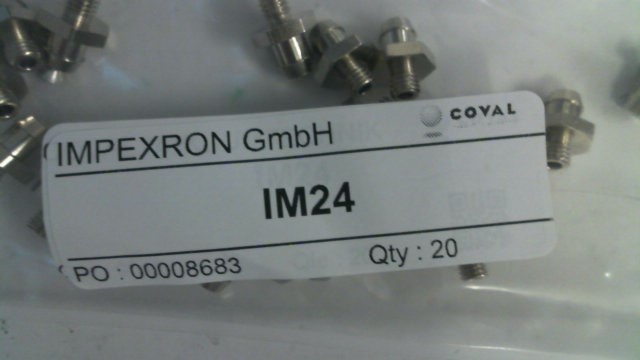 COVAL
IMPEXRON GmbH
IM24
PO : 00008683
Qty : 20